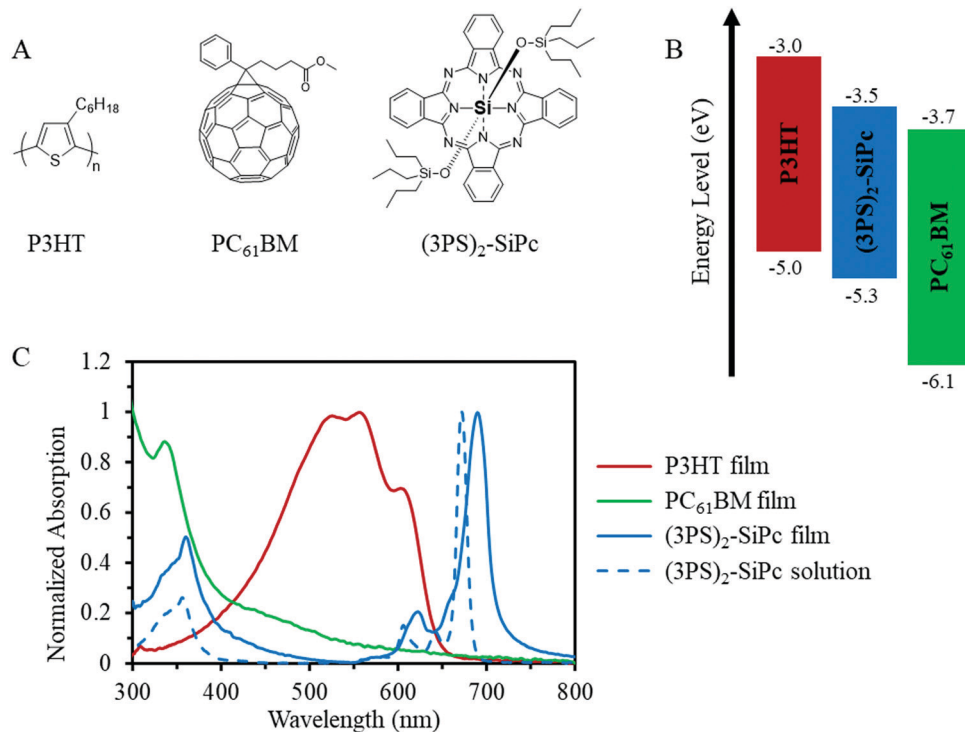 A
C₆H₁₈
S
n
P3HT
O
O
PC₆₁BM
N
N
N
N
Si
N
N
N
N
O-Si
Si-O
(3PS)₂-SiPc
B
Energy Level (eV)
-3.0
P3HT
-5.0
-3.5
(3PS)₂-SiPc
-5.3
-3.7
PC₆₁BM
-6.1
C
Normalized Absorption
1.2
1
0.8
0.6
0.4
0.2
0
300 400 500 600 700 800
Wavelength (nm)
P3HT film
PC₆₁BM film
(3PS)₂-SiPc film
(3PS)₂-SiPc solution